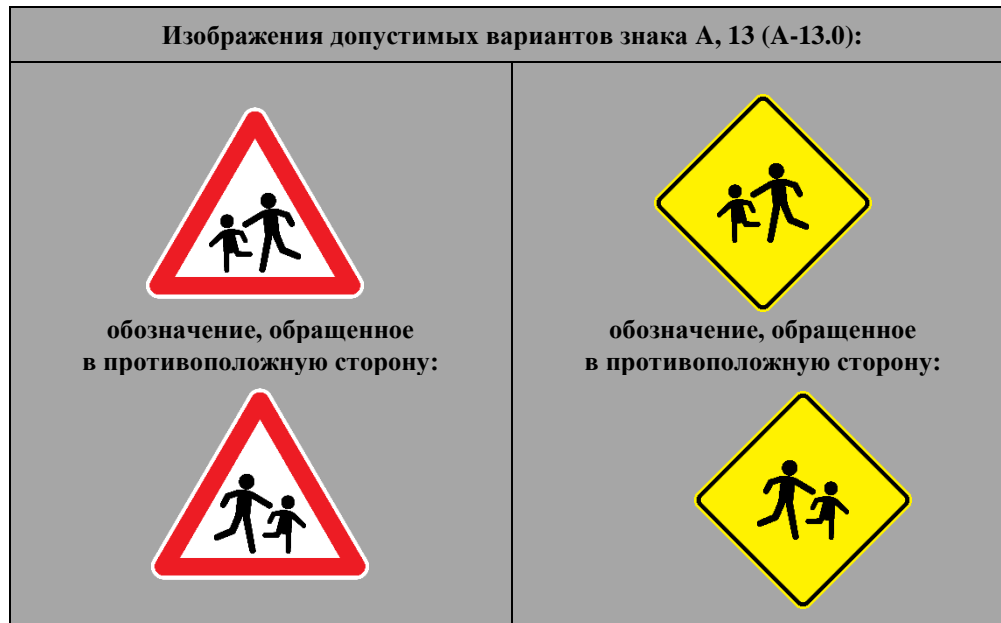 Изображения допустимых вариантов знака А, 13 (А-13.0):
обозначение, обращенное
в противоположную сторону:
обозначение, обращенное
в противоположную сторону: